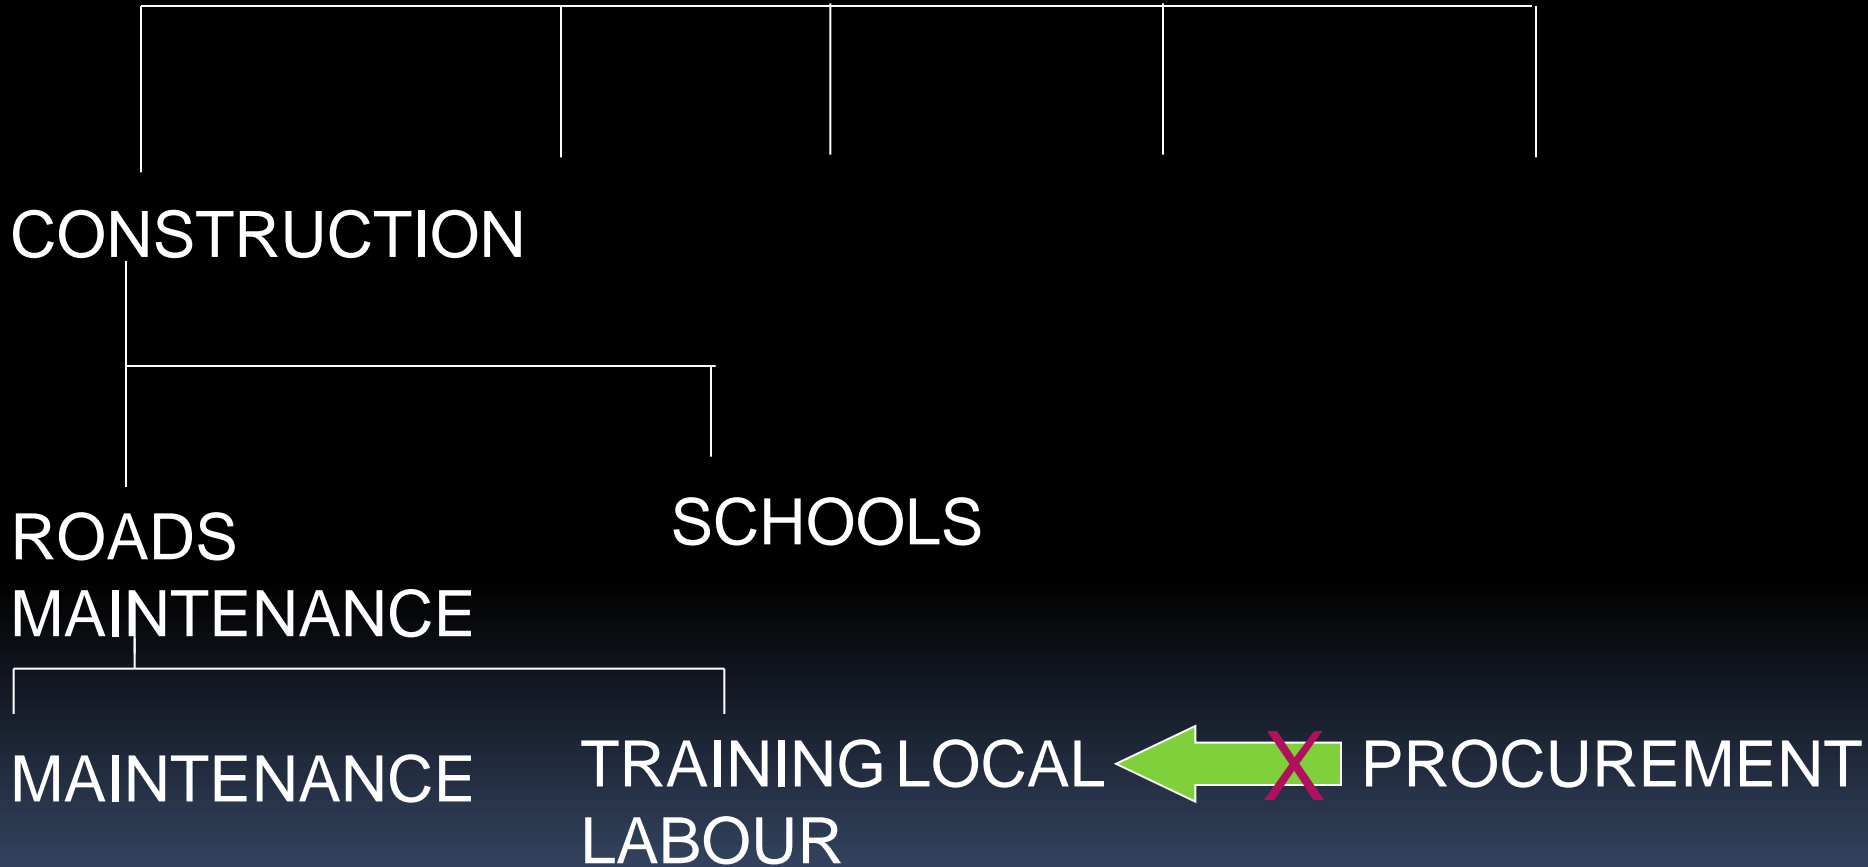 CONSTRUCTION
ROADS
MAINTENANCE
SCHOOLS
MAINTENANCE
TRAINING LOCAL
LABOUR
X
PROCUREMENT